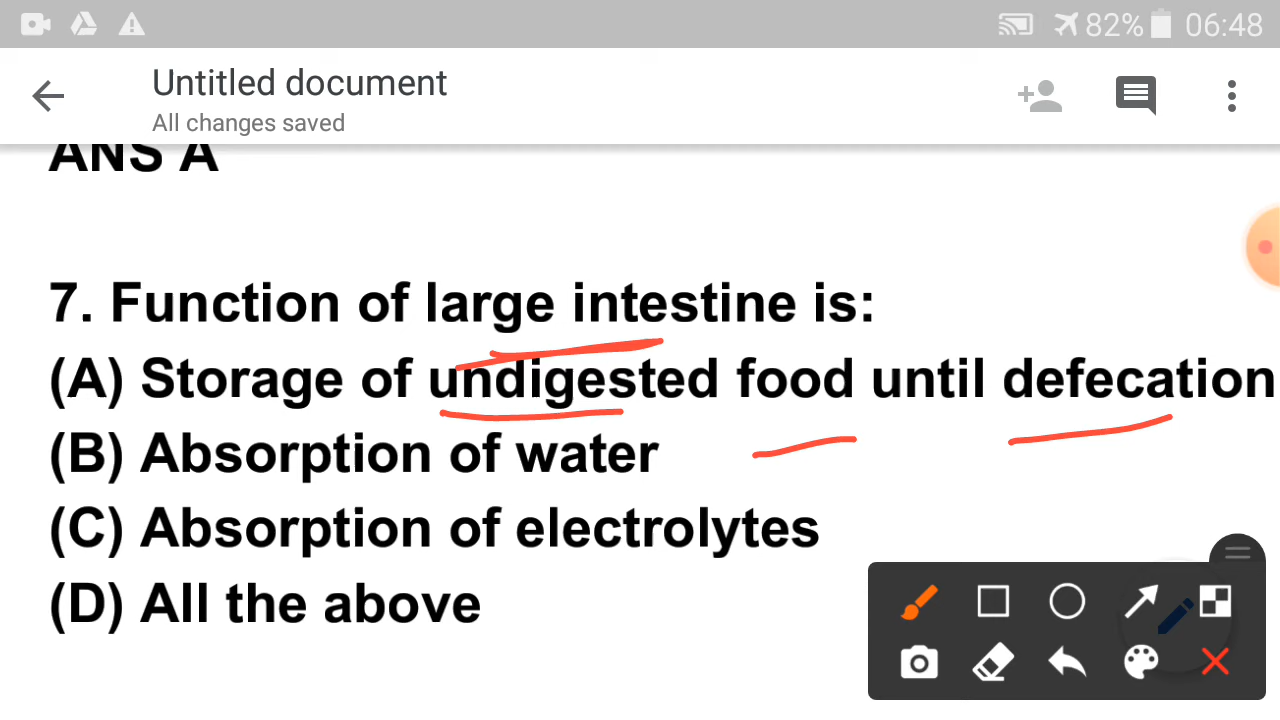 82% 06:48
Untitled document
All changes saved
ANS A
7. Function of large intestine is:
(A) Storage of undigested food until defecation
(B) Absorption of water
(C) Absorption of electrolytes
(D) All the above